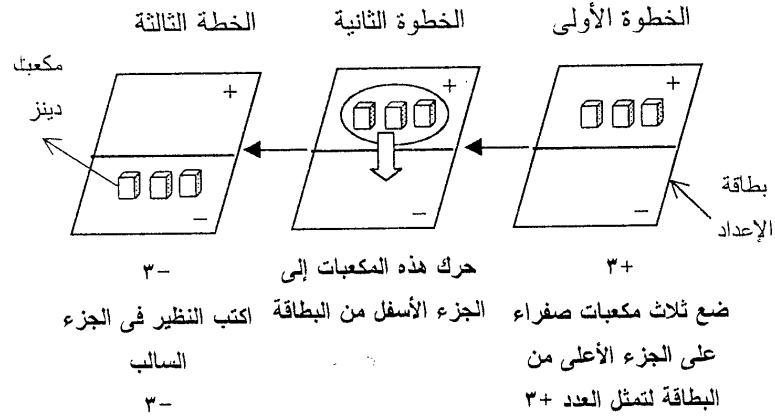 الخطوة الأولى
الخطوة الثانية
الخطة الثالثة
+
+
+
مكعبات
دينز
بطاقة
الإعداد
−
−
−
+٣
ضع ثلاث مكعبات صفراء
على الجزء الأعلى من
البطاقة لتمثل العدد +٣
حرك هذه المكعبات إلى
الجزء الأسفل من البطاقة
−٣
اكتب النظير فى الجزء
السالب
−٣